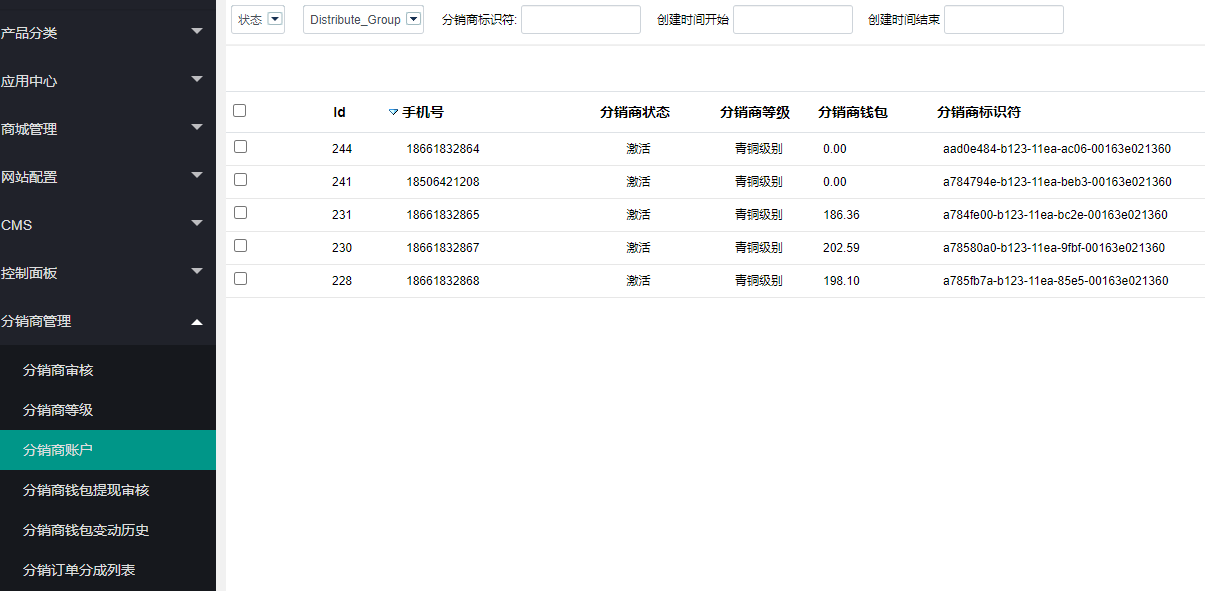 产品分类
应用中心
商城管理
网站配置
CMS
控制面板
分销商管理
分销商审核
分销商等级
分销商账户
分销商钱包提现审核
分销商钱包变动历史
分销订单分成列表
状态 Distribute_Group 分销商标识符: 创建时间开始 创建时间结束
Id 手机号 分销商状态 分销商等级 分销商钱包 分销商标识符
244 18661832864 激活 青铜级别 0.00 aad0e484-b123-11ea-ac06-00163e021360
241 18506421208 激活 青铜级别 0.00 a784794e-b123-11ea-beb3-00163e021360
231 18661832865 激活 青铜级别 186.36 a784fe00-b123-11ea-bc2e-00163e021360
230 18661832867 激活 青铜级别 202.59 a78580a0-b123-11ea-9fbf-00163e021360
228 18661832868 激活 青铜级别 198.10 a785fb7a-b123-11ea-85e5-00163e021360